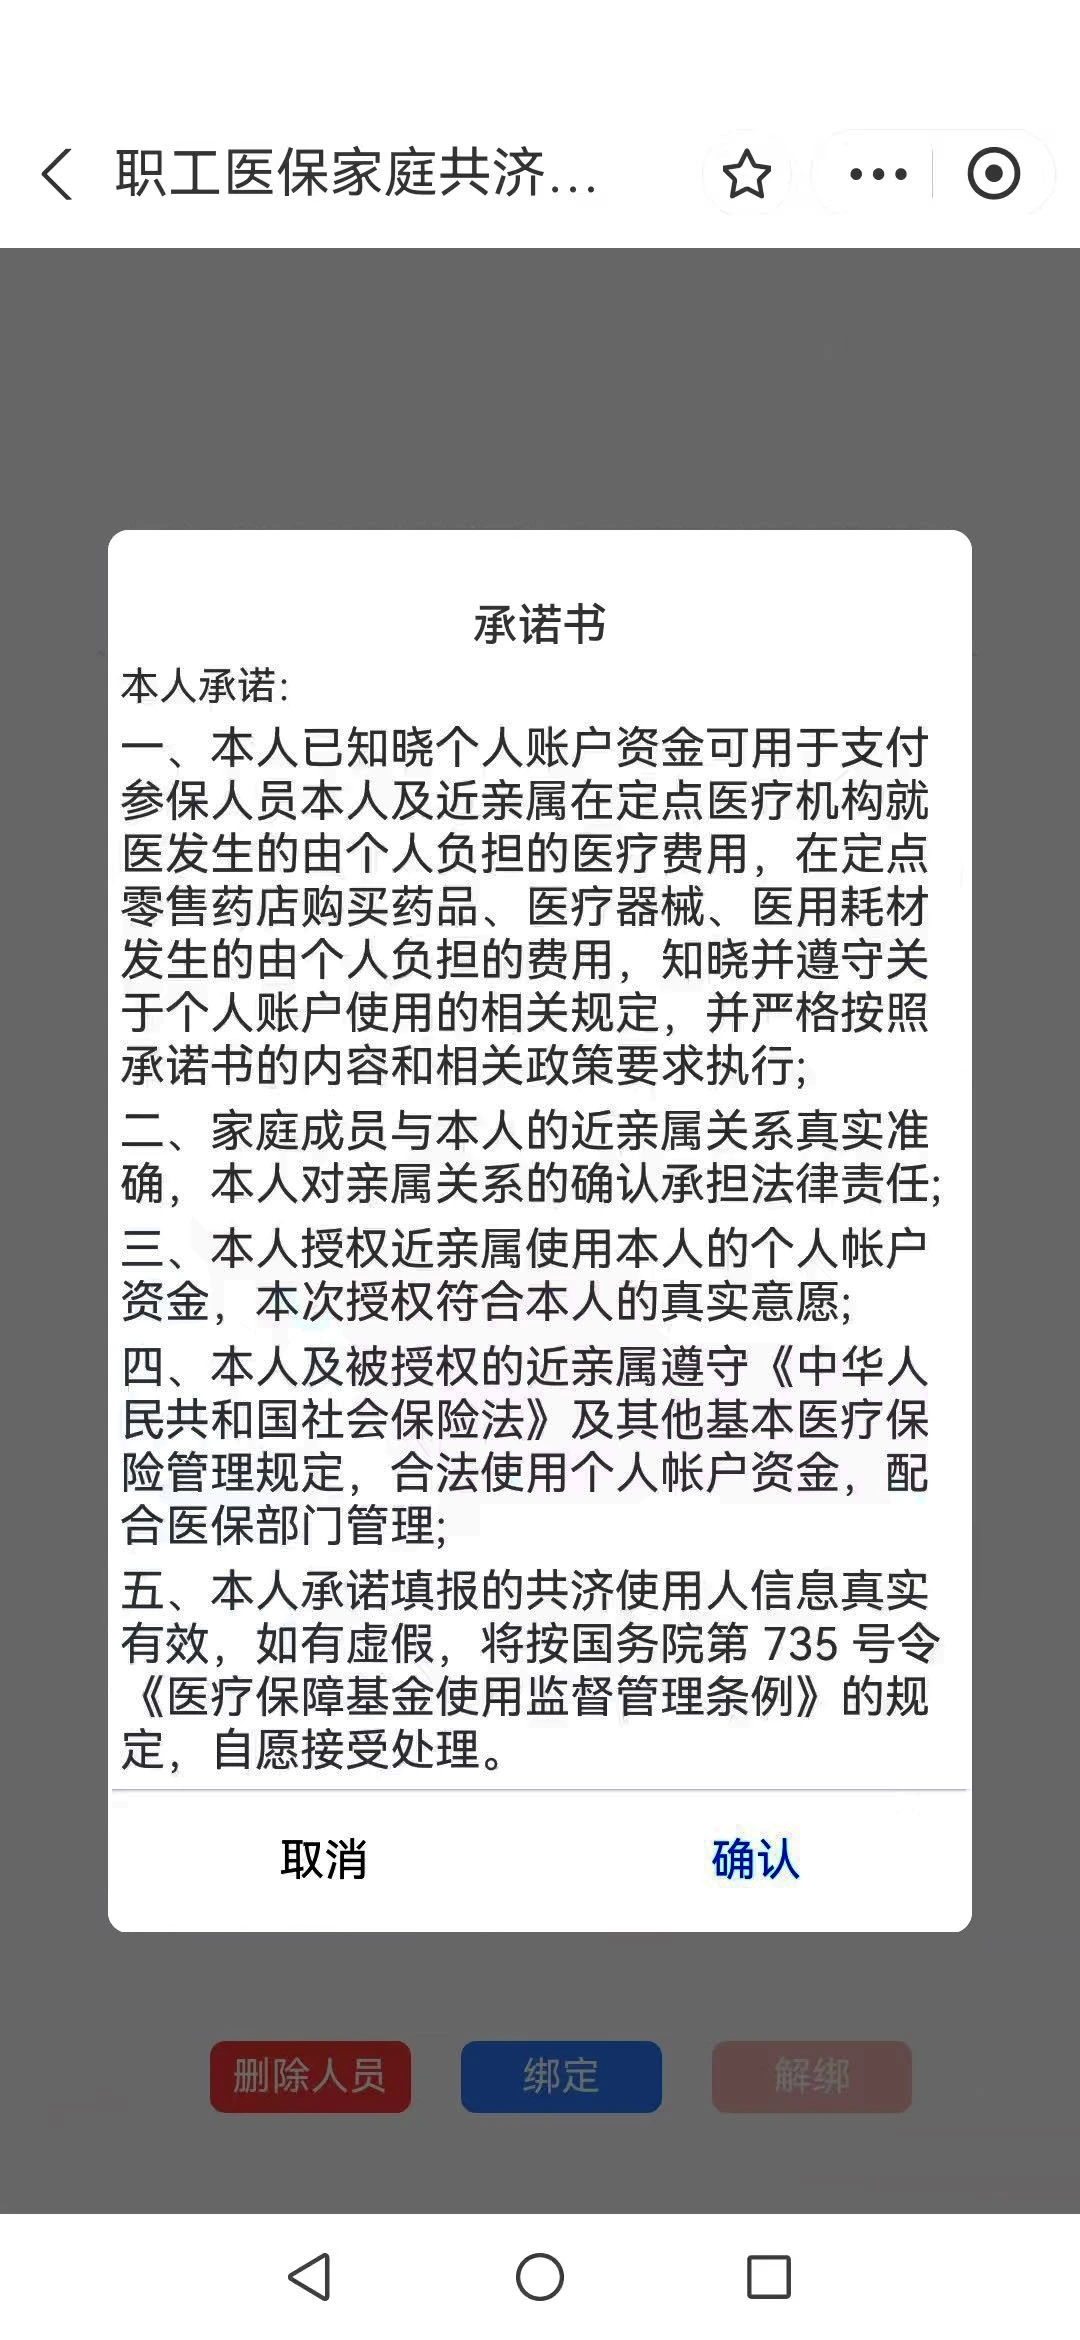 职工医保家庭共济...
承诺书
本人承诺:
一、本人已知晓个人账户资金可用于支付
参保人员本人及近亲属在定点医疗机构就
医发生的由个人负担的医疗费用，在定点
零售药店购买药品、医疗器械、医用耗材
发生的由个人负担的费用，知晓并遵守关
于个人账户使用的相关规定，并严格按照
承诺书的内容和相关政策要求执行;
二、家庭成员与本人的近亲属关系真实准
确，本人对亲属关系的确认承担法律责任;
三、本人授权近亲属使用本人的个人帐户
资金，本次授权符合本人的真实意愿;
四、本人及被授权的近亲属遵守《中华人
民共和国社会保险法》及其他基本医疗保
险管理规定，合法使用个人帐户资金，配
合医保部门管理;
五、本人承诺填报的共济使用人信息真实
有效，如有虚假，将按国务院第 735 号令
《医疗保障基金使用监督管理条例》的规
定，自愿接受处理。
取消 确认
删除人员 绑定 解绑